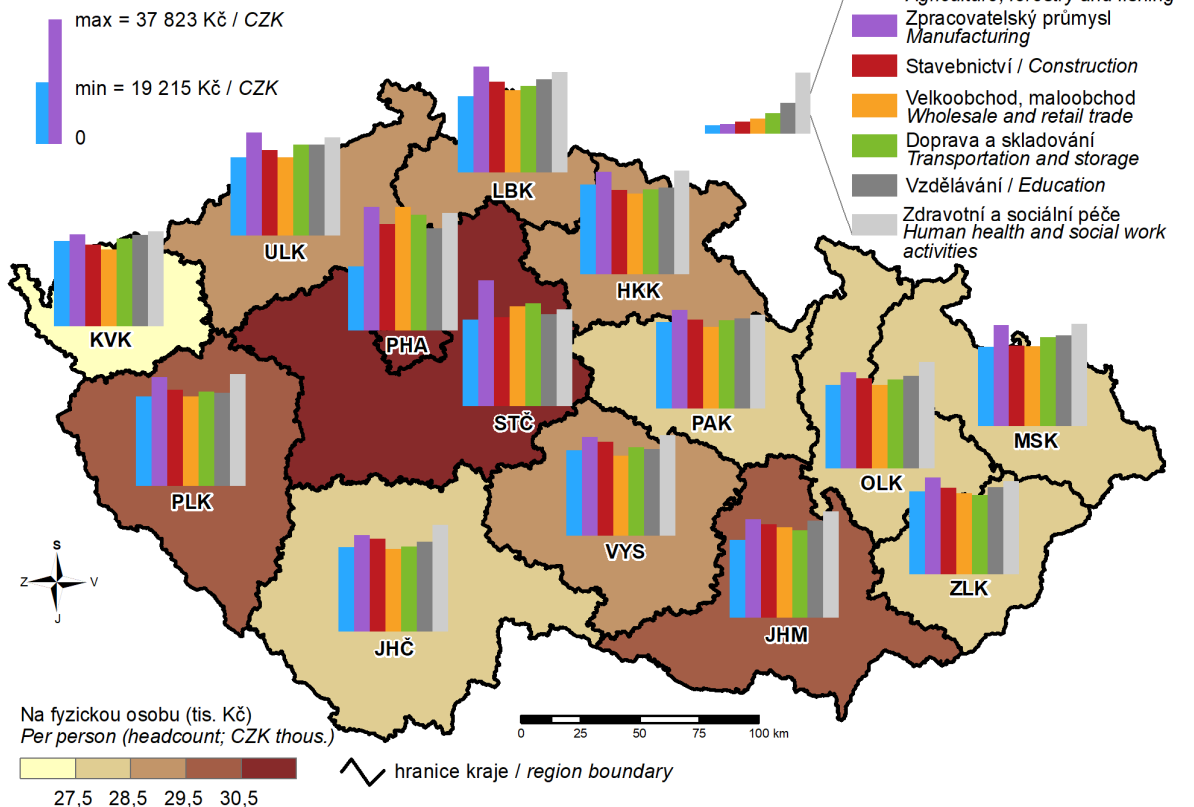 max = 37 823 Kč / CZK
min = 19 215 Kč / CZK
0
Agriculture, forestry and fishing
Zpracovatelský průmysl
Manufacturing
Stavebnictví / Construction
Velkoobchod, maloobchod
Wholesale and retail trade
Doprava a skladování
Transportation and storage
Vzdělávání / Education
Zdravotní a sociální péče
Human health and social work
activities
LBK
ULK
HKK
KVK
PHA
STČ
PAK
MSK
OLK
PLK
VYS
ZLK
JHM
JHČ
S
Z V
J
Na fyzickou osobu (tis. Kč)
Per person (headcount; CZK thous.)
27,5 28,5 29,5 30,5
hranice kraje / region boundary
0 25 50 75 100 km